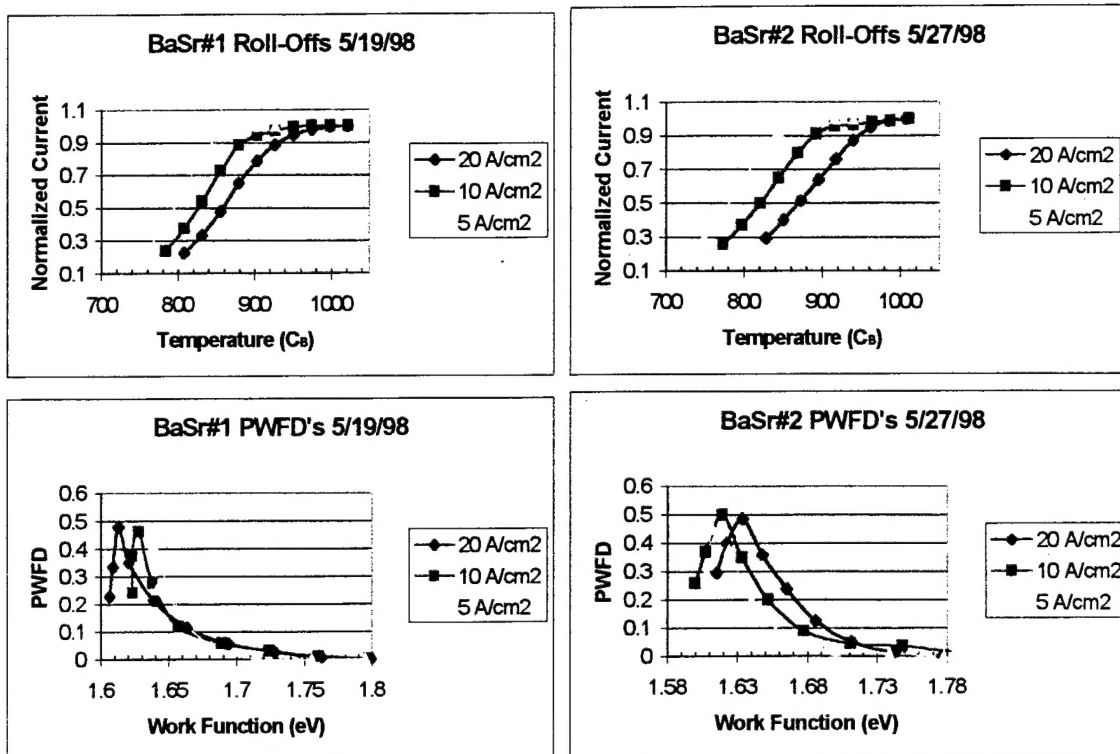 BaSr#1 Roll-Offs 5/19/98
Normalized Current
1.1
0.9
0.7
0.5
0.3
0.1
700
800
900
1000
Temperature (CB)
20 A/cm2
10 A/cm2
5 A/cm2
BaSr#2 Roll-Offs 5/27/98
Normalized Current
1.1
0.9
0.7
0.5
0.3
0.1
700
800
900
1000
Temperature (CB)
20 A/cm2
10 A/cm2
5 A/cm2
BaSr#1 PWFD's 5/19/98
PWFD
0.6
0.5
0.4
0.3
0.2
0.1
0
1.6
1.65
1.7
1.75
1.8
Work Function (eV)
20 A/cm2
10 A/cm2
5 A/cm2
BaSr#2 PWFD's 5/27/98
PWFD
0.6
0.5
0.4
0.3
0.2
0.1
0
1.58
1.63
1.68
1.73
1.78
Work Function (eV)
20 A/cm2
10 A/cm2
5 A/cm2